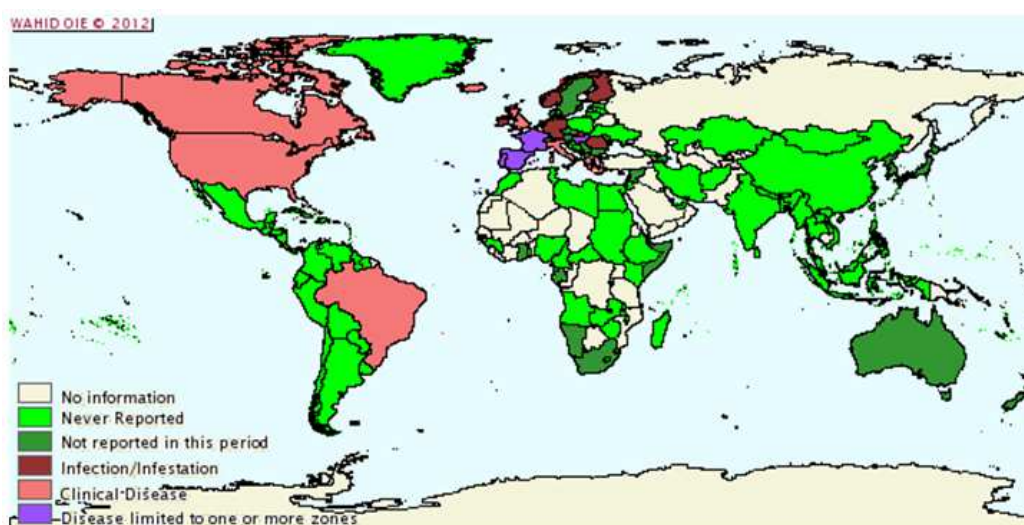 WAHID OIE © 2012
No information
Never Reported
Not reported in this period
Infection/Infestation
Clinical Disease
Disease limited to one or more zones